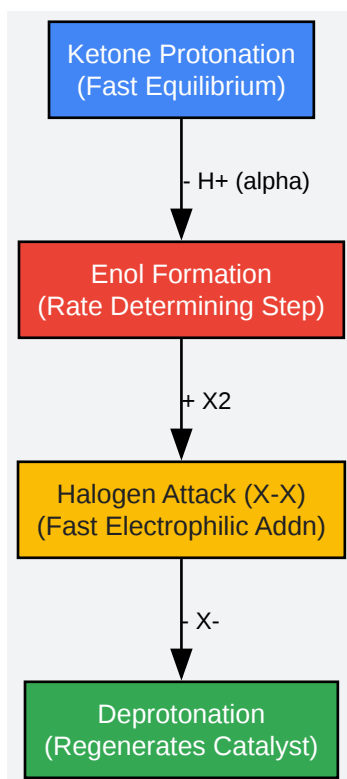 Ketone Protonation
(Fast Equilibrium)
- H+ (alpha)
Enol Formation
(Rate Determining Step)
+ X2
Halogen Attack (X-X)
(Fast Electrophilic Addn)
- X-
Deprotonation
(Regenerates Catalyst)